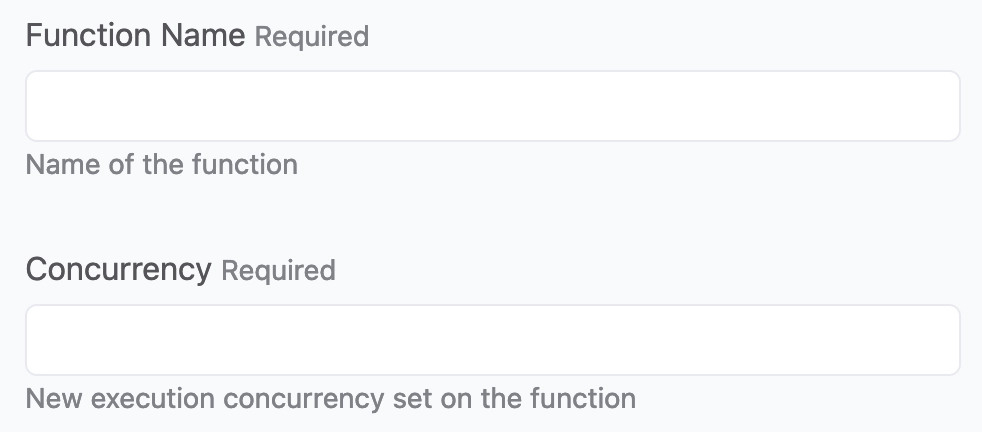 Function Name Required
Name of the function
Concurrency Required
New execution concurrency set on the function